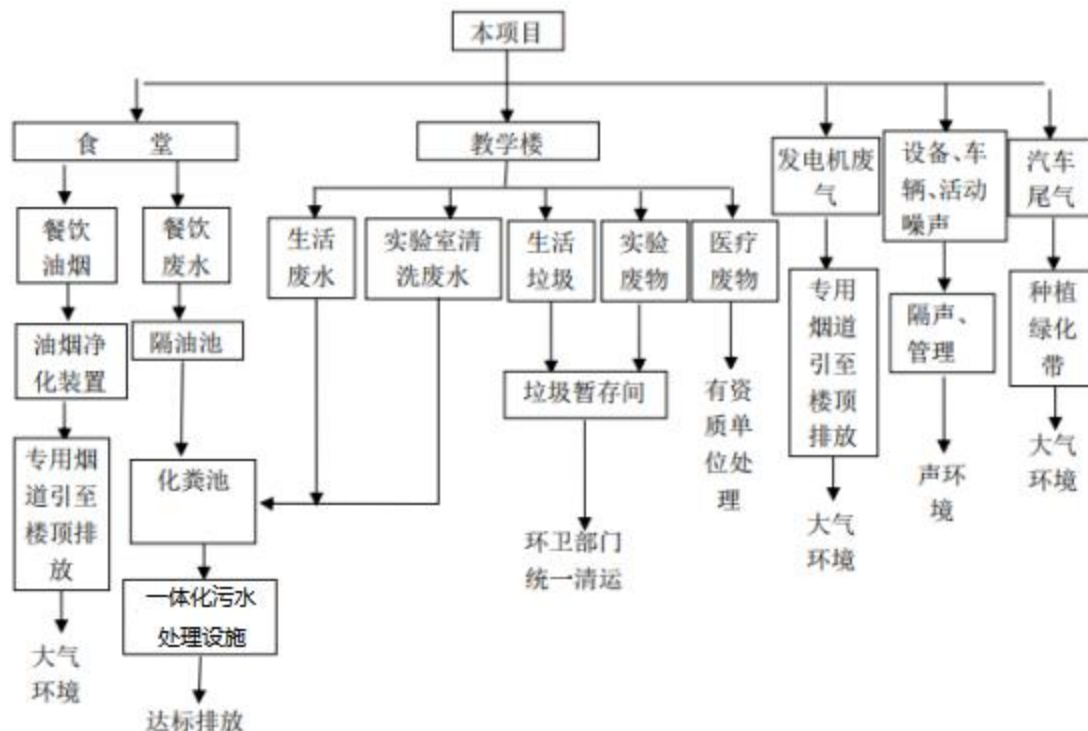 本项目
食 堂
教学楼
发电机废
气
设备、车
辆、活动
噪声
汽车
尾气
餐饮
油烟
餐饮
废水
生活
废水
实验室清
洗废水
生活
垃圾
实验
废物
医疗
废物
油烟净
化装置
隔油池
垃圾暂存间
有资
质单
位处
理
专用
烟道
引至
楼顶
排放
隔声、
管理
种植
绿化
带
专用烟
道引至
楼顶排
放
化粪池
环卫部门
统一清运
大气
环境
声环
境
大气
环境
一体化污水
处理设施
大气
环境
达标排放